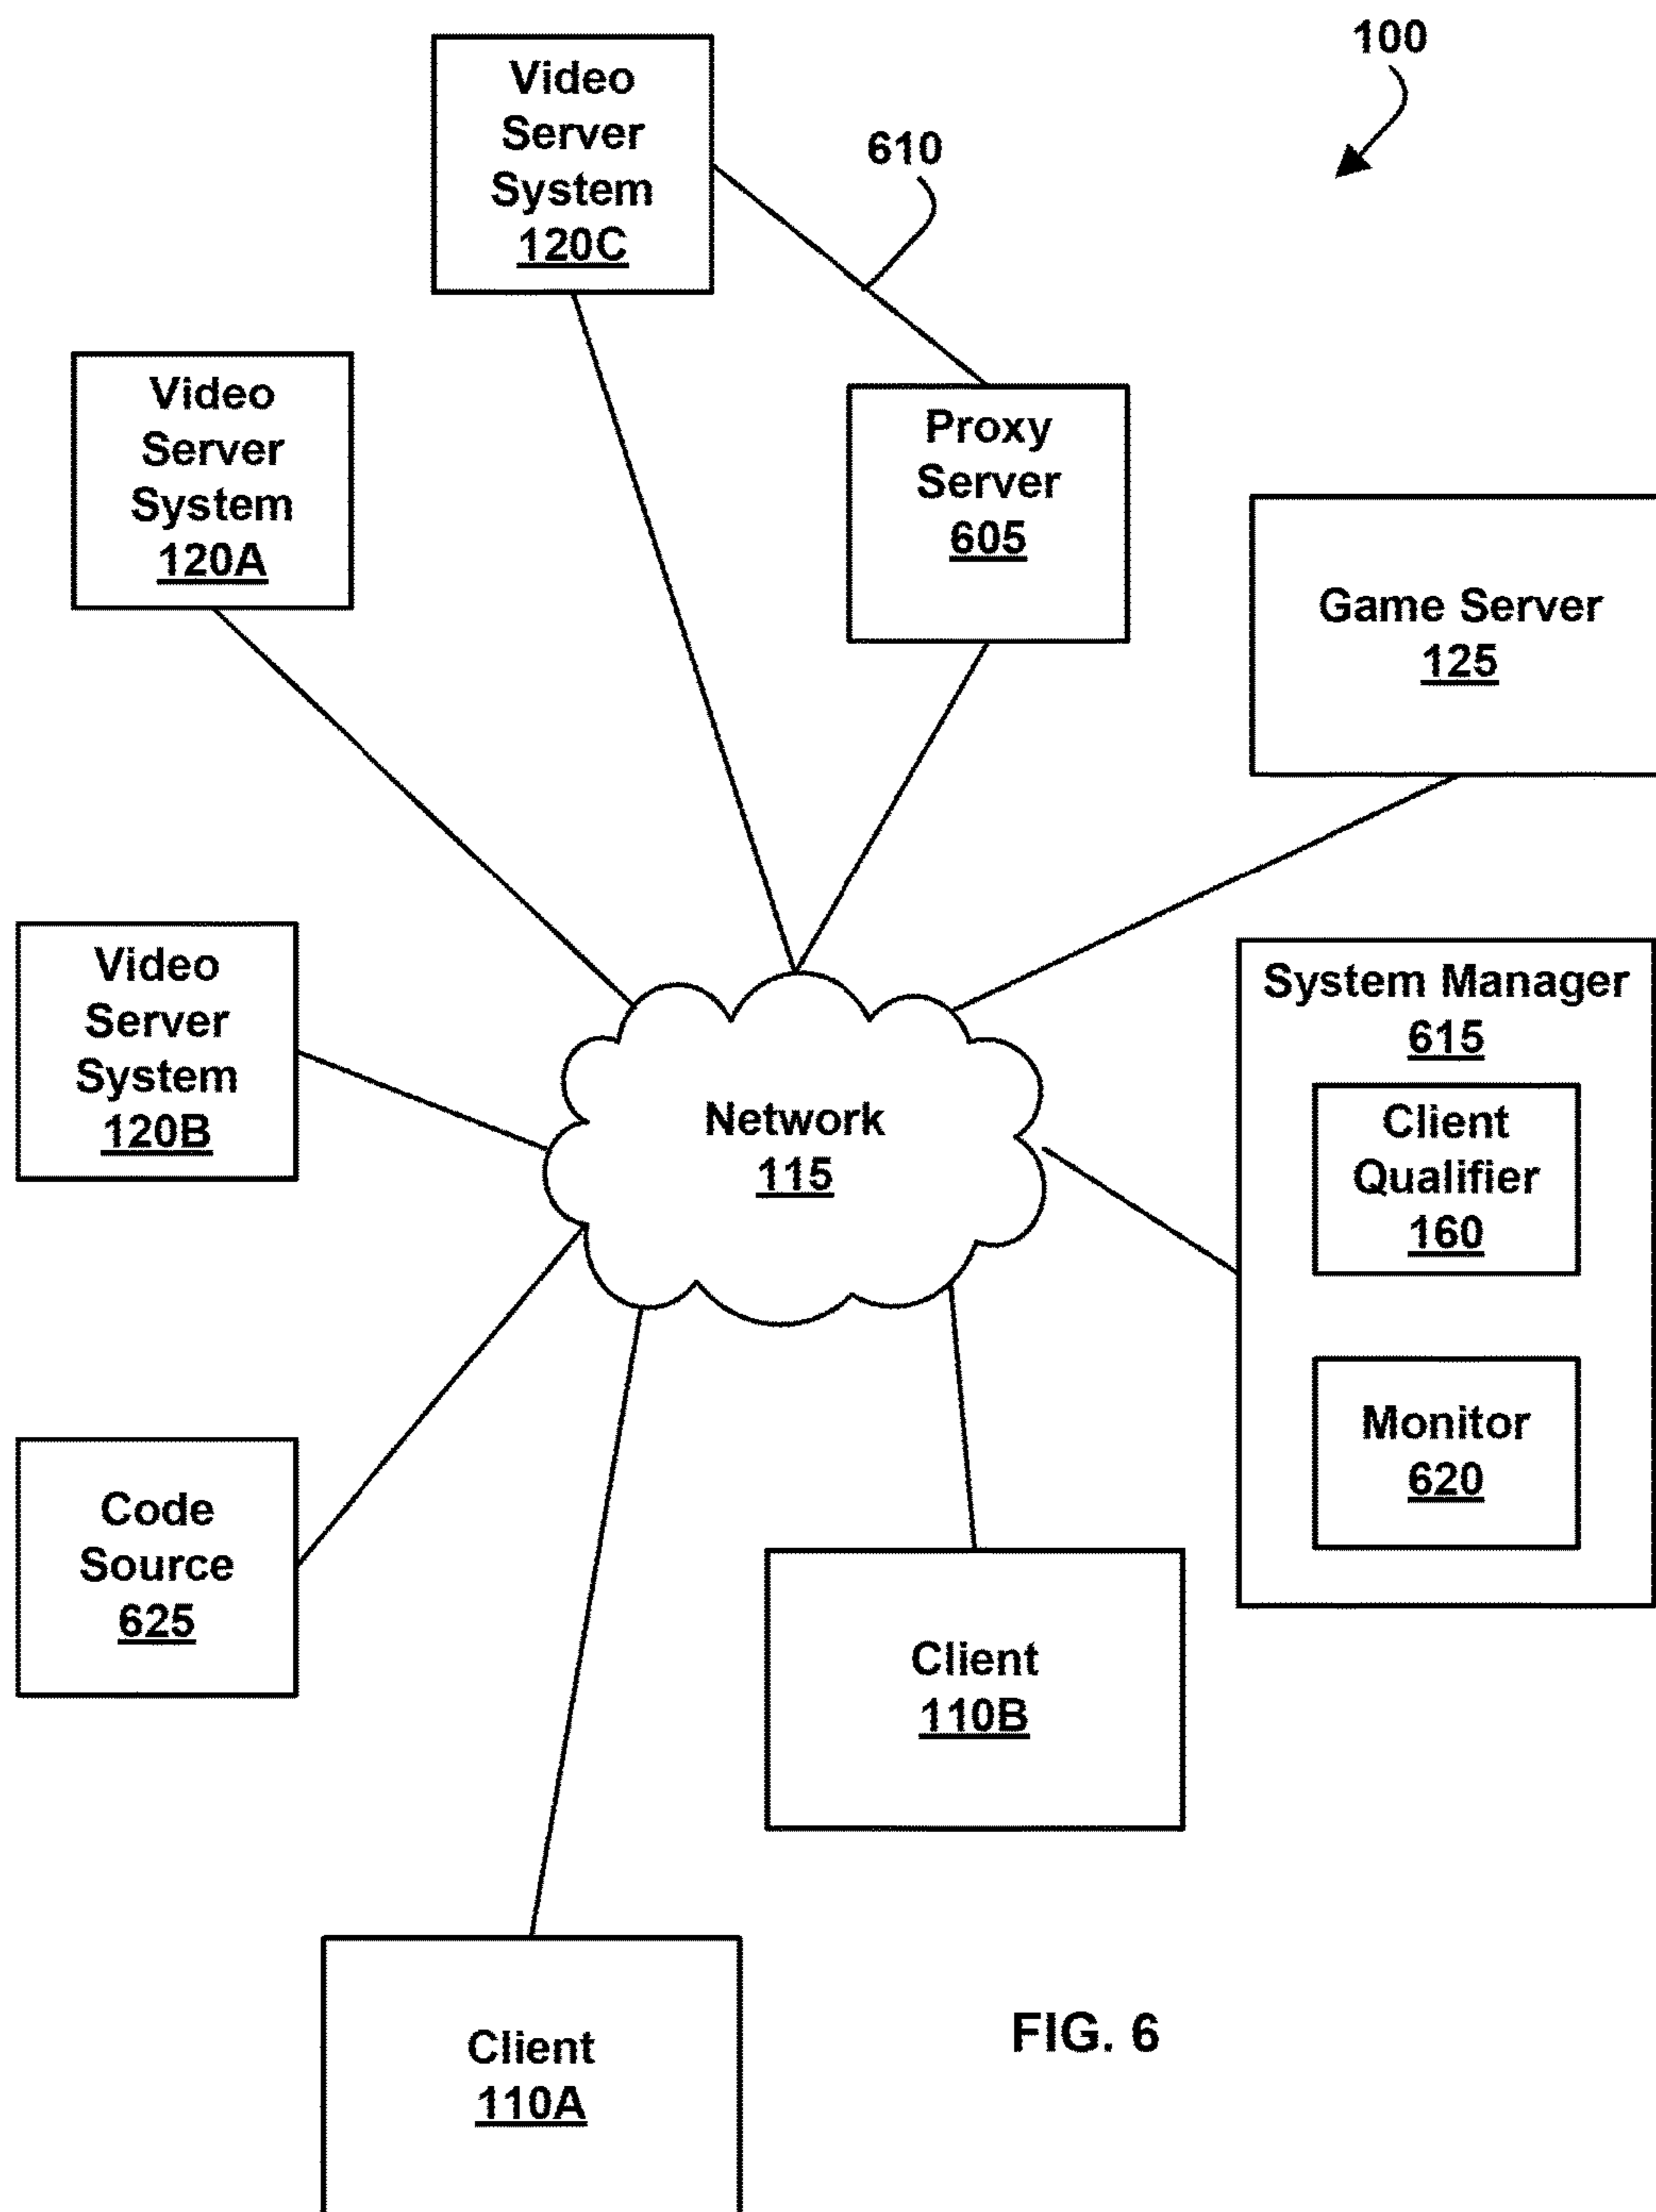 100
Video
Server
System
120C
610
Video
Server
System
120A
Proxy
Server
605
Game Server
125
Video
Server
System
120B
System Manager
615
Client
Qualifier
160
Network
115
Monitor
620
Code
Source
625
Client
110B
Client
110A
FIG. 6